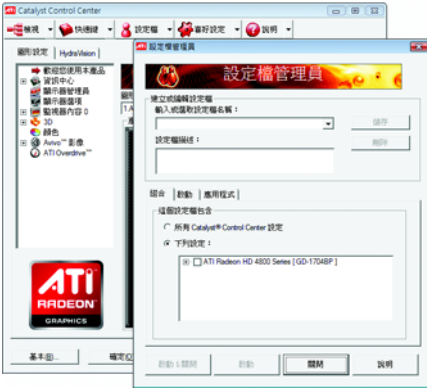 Catalyst Control Center
檢視
快速鍵
設定檔
喜好設定
說明
圖形設定
HydraVision
歡迎您使用本產品
資訊中心
顯示器管理員
顯示器選項
監視器內容 0
3D
顏色
Avivo™ 影像
ATI Overdrive™
ATI
RADEON
GRAPHICS
基本(B)...
設定檔管理員
設定檔管理員
建立或編輯設定檔
輸入或選取設定檔名稱：
儲存
刪除
設定檔描述：
組合
啟動
應用程式
這個設定檔包含
所有 Catalyst® Control Center 設定
下列設定：
ATI Radeon HD 4800 Series [ GD-1704BP ]
啟動 & 關閉
啟動
關閉
說明